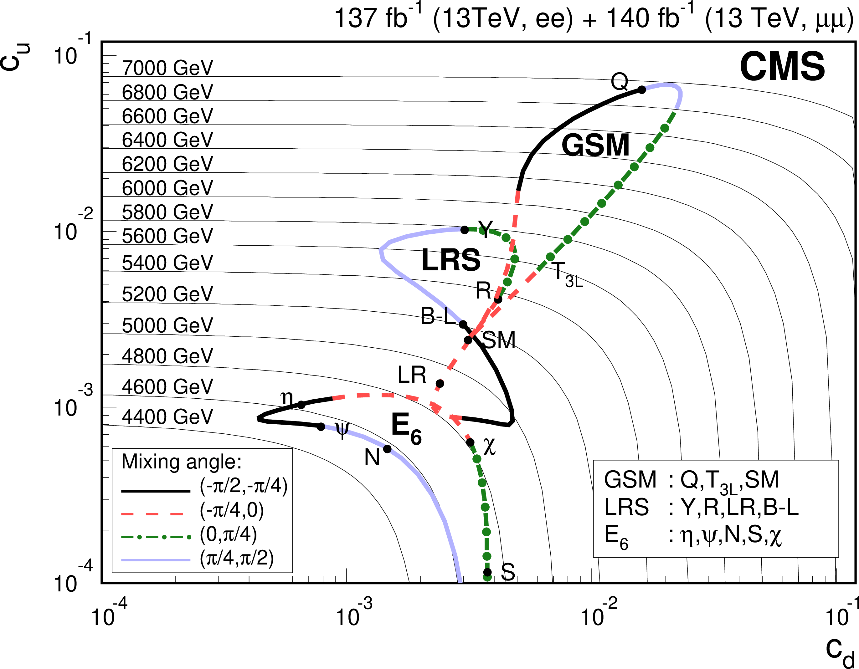 137 fb⁻¹ (13TeV, ee) + 140 fb⁻¹ (13 TeV, μμ)
c_u
10⁻¹
10⁻²
10⁻³
10⁻⁴
CMS
7000 GeV
6800 GeV
6600 GeV
6400 GeV
6200 GeV
6000 GeV
5800 GeV
5600 GeV
5400 GeV
5200 GeV
5000 GeV
4800 GeV
4600 GeV
4400 GeV
Q
GSM
Y
LRS
T_3L
R
B-L
SM
LR
η
E₆
ψ
N
χ
S
Mixing angle:
(-π/2,-π/4)
(-π/4,0)
(0,π/4)
(π/4,π/2)
GSM : Q,T_3L,SM
LRS : Y,R,LR,B-L
E₆ : η,ψ,N,S,χ
10⁻⁴ 10⁻³ 10⁻² 0.12
c_d